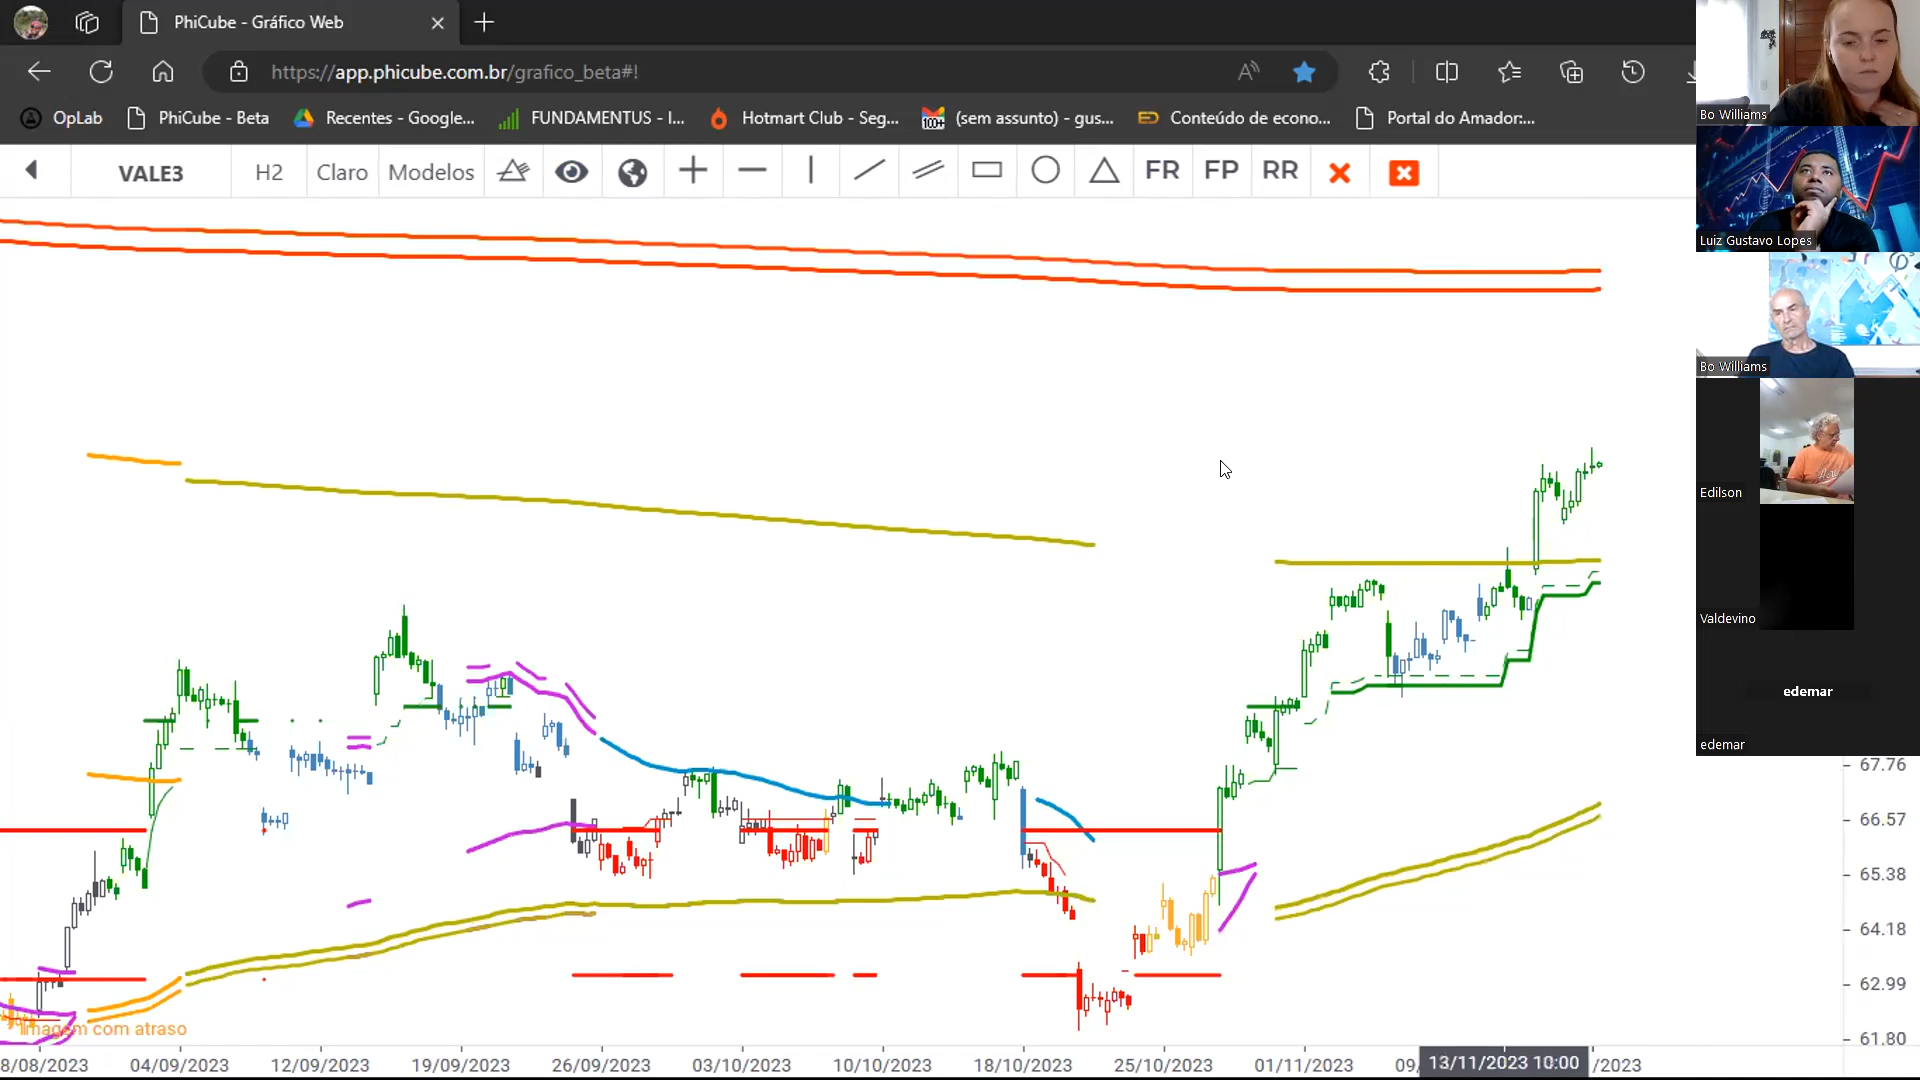 PhiCube - Gráfico Web
https://app.phicube.com.br/grafico_beta#!
OpLab
PhiCube - Beta
Recentes - Google...
FUNDAMENTUS - I...
Hotmart Club - Seg...
100+
(sem assunto) - gus...
Conteúdo de econo...
Portal do Amador:...
VALE3
H2
Claro
Modelos
FR
FP
RR
Bo Williams
Luiz Gustavo Lopes
Bo Williams
Edilson
Valdevino
edemar
edemar
67.76
66.57
65.38
64.18
62.99
61.80
Imagem com atraso
8/08/2023
04/09/2023
12/09/2023
19/09/2023
26/09/2023
03/10/2023
10/10/2023
18/10/2023
25/10/2023
01/11/2023
09/
13/11/2023 10:00
/2023